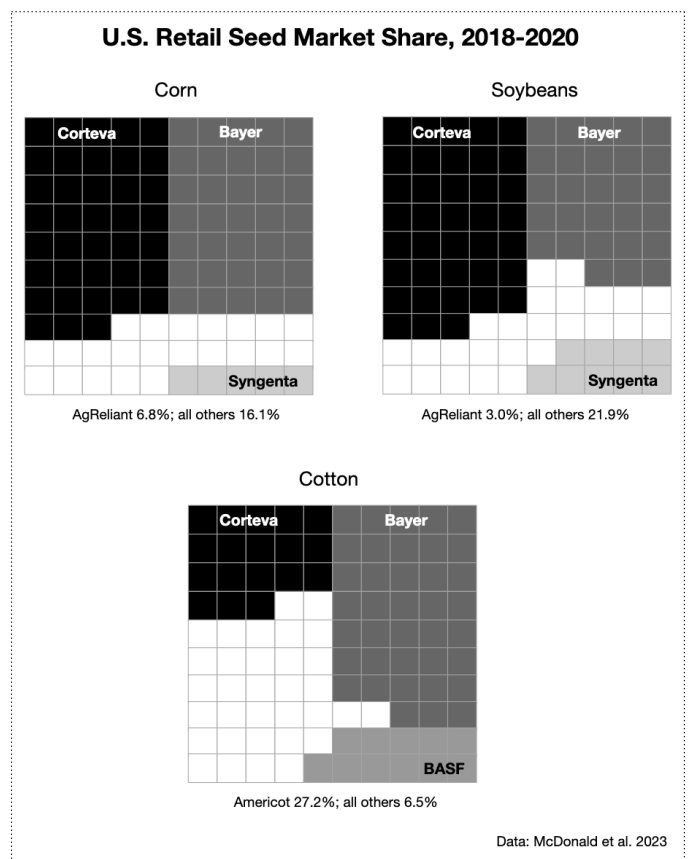 U.S. Retail Seed Market Share, 2018-2020
Corn
Corteva
Bayer
Syngenta
AgReliant 6.8%; all others 16.1%
Soybeans
Corteva
Bayer
Syngenta
AgReliant 3.0%; all others 21.9%
Cotton
Corteva
Bayer
BASF
Americot 27.2%; all others 6.5%
Data: McDonald et al. 2023